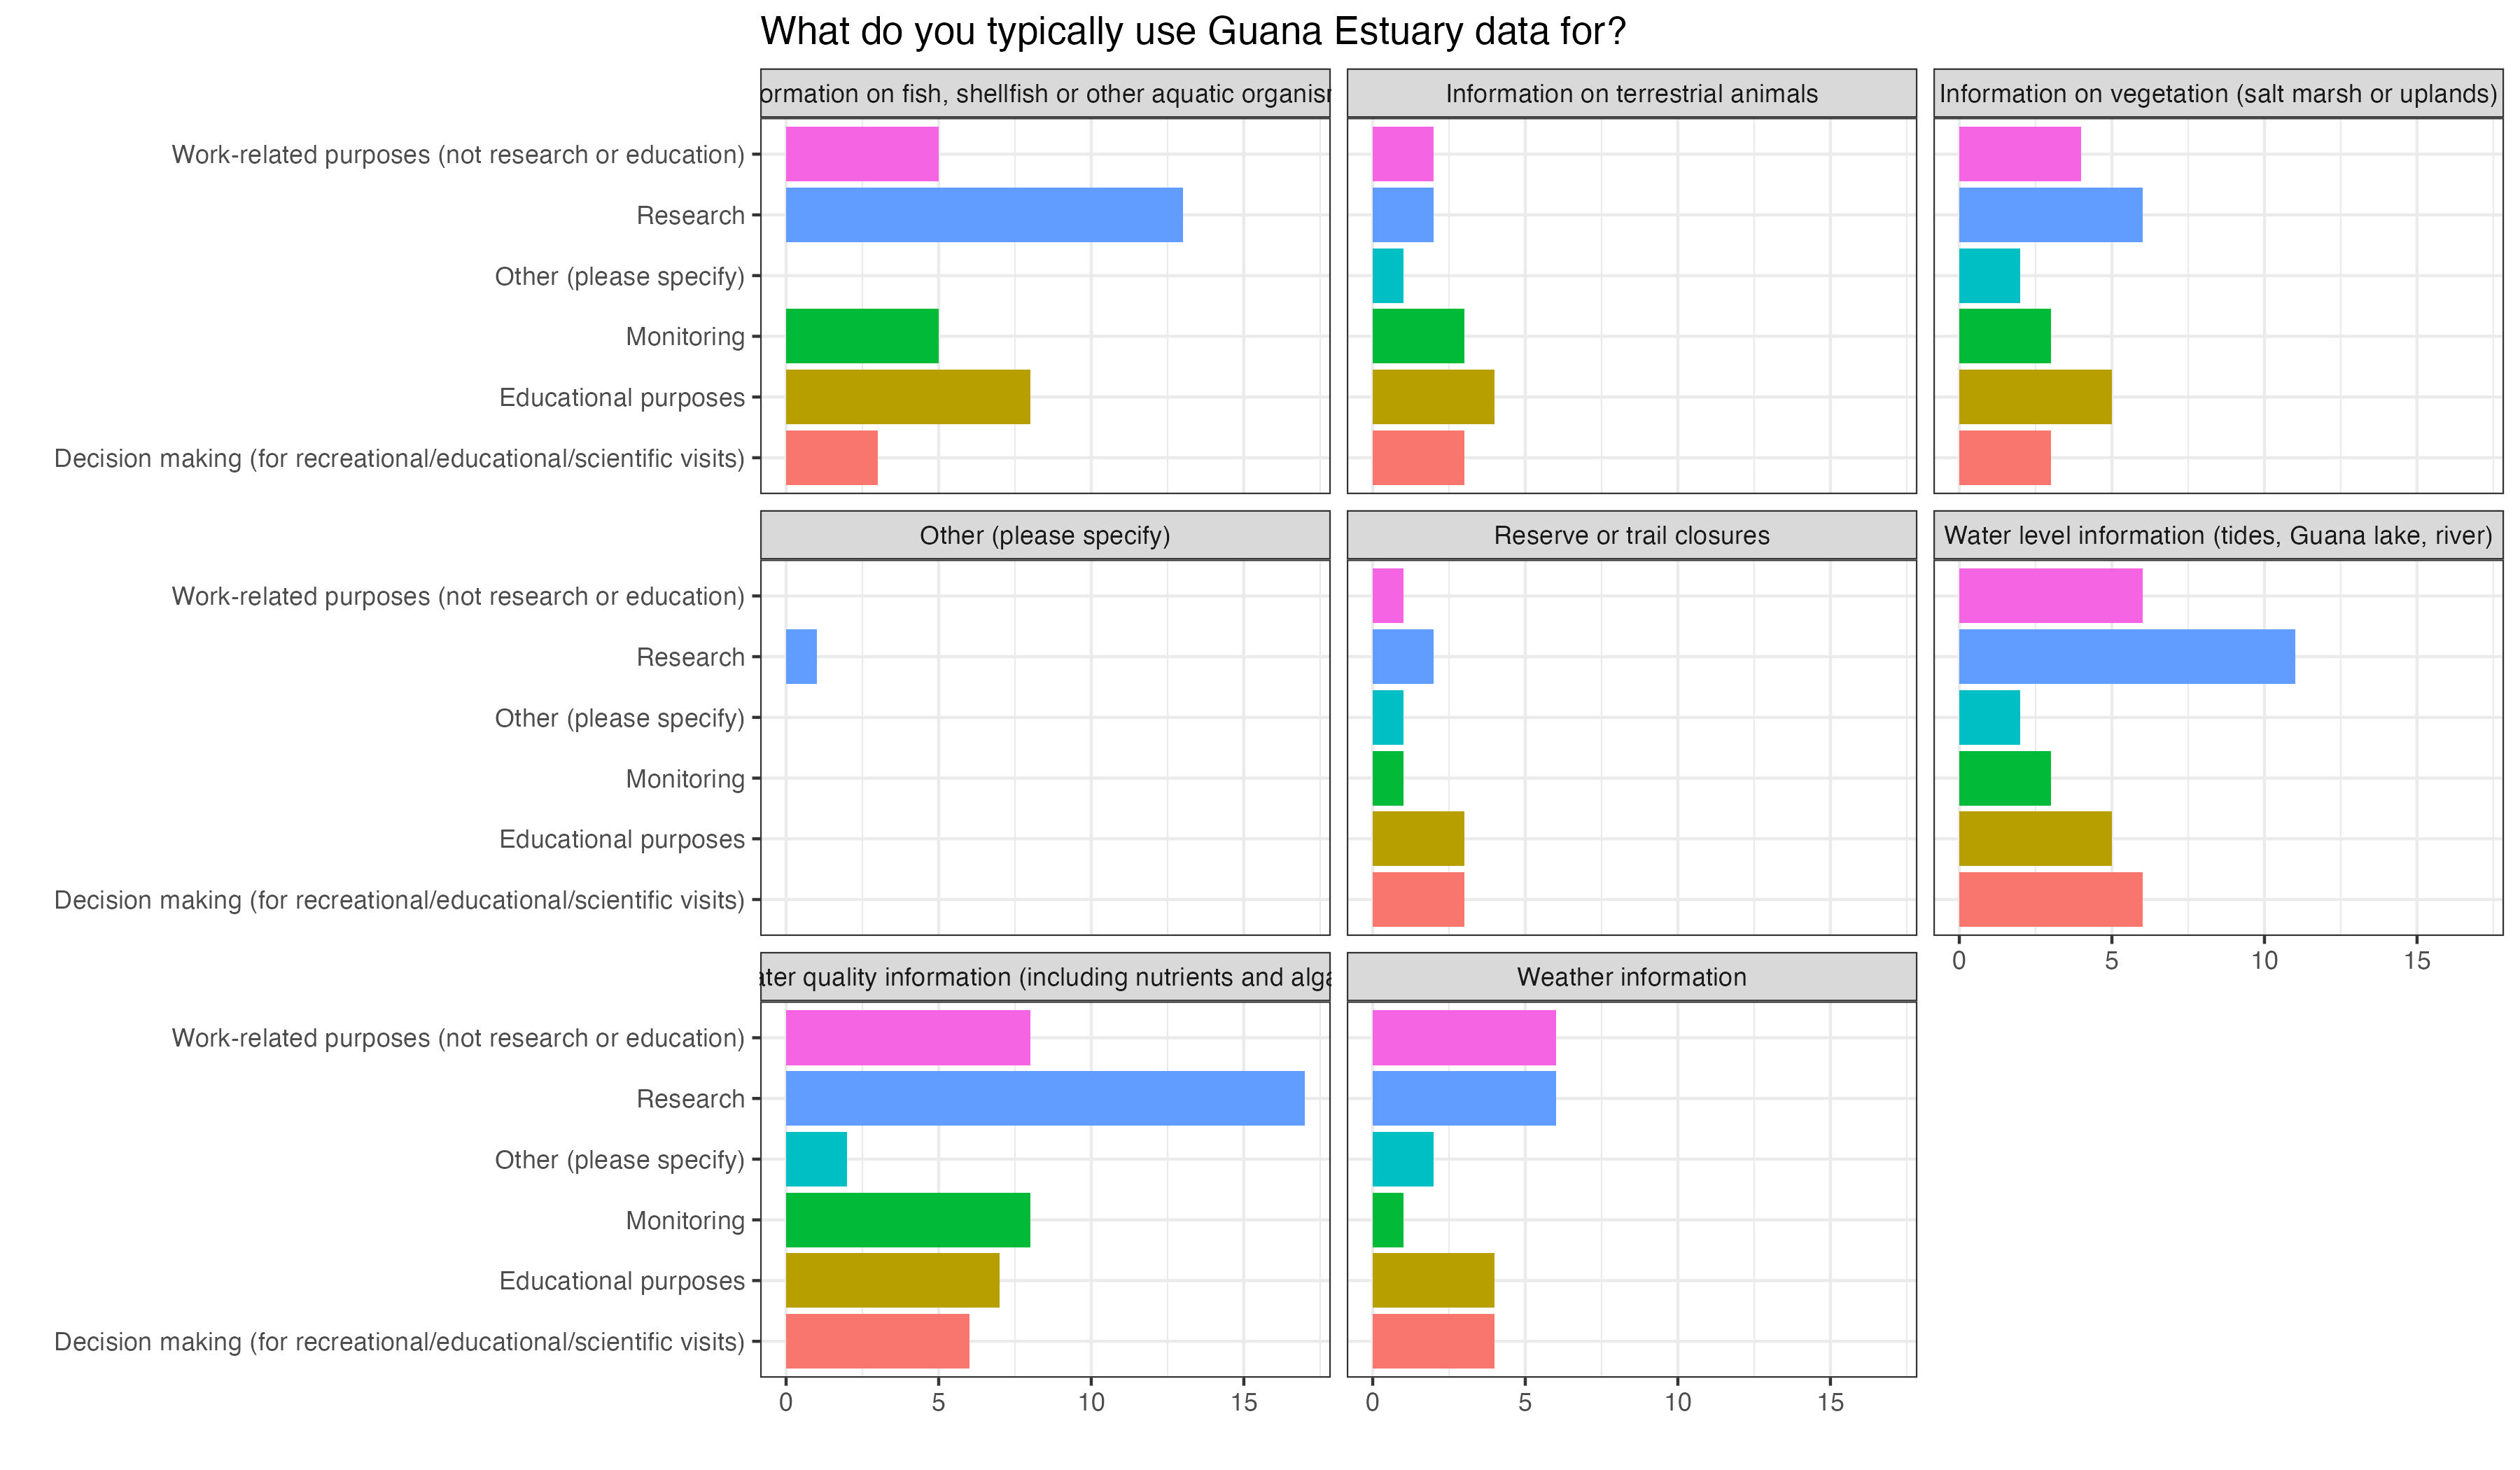 What do you typically use Guana Estuary data for?
on fish, shellfish or other aquatic
Information on terrestrial animals
Information on vegetation (salt marsh or uplands)
Work-related purposes (not research or education)
Research
Other (please specify)
Monitoring
Educational purposes
Decision making (for recreational/educational/scientific visits)
Other (please specify)
Reserve or trail closures
Water level information (tides, Guana lake, river)
Work-related purposes (not research or education)
Research
Other (please specify)
Monitoring
Educational purposes
Decision making (for recreational/educational/scientific visits)
0 5 10 15
quality information (including nutrients and
Weather information
Work-related purposes (not research or education)
Research
Other (please specify)
Monitoring
Educational purposes
Decision making (for recreational/educational/scientific visits)
0 5 10 15
0 5 10 15